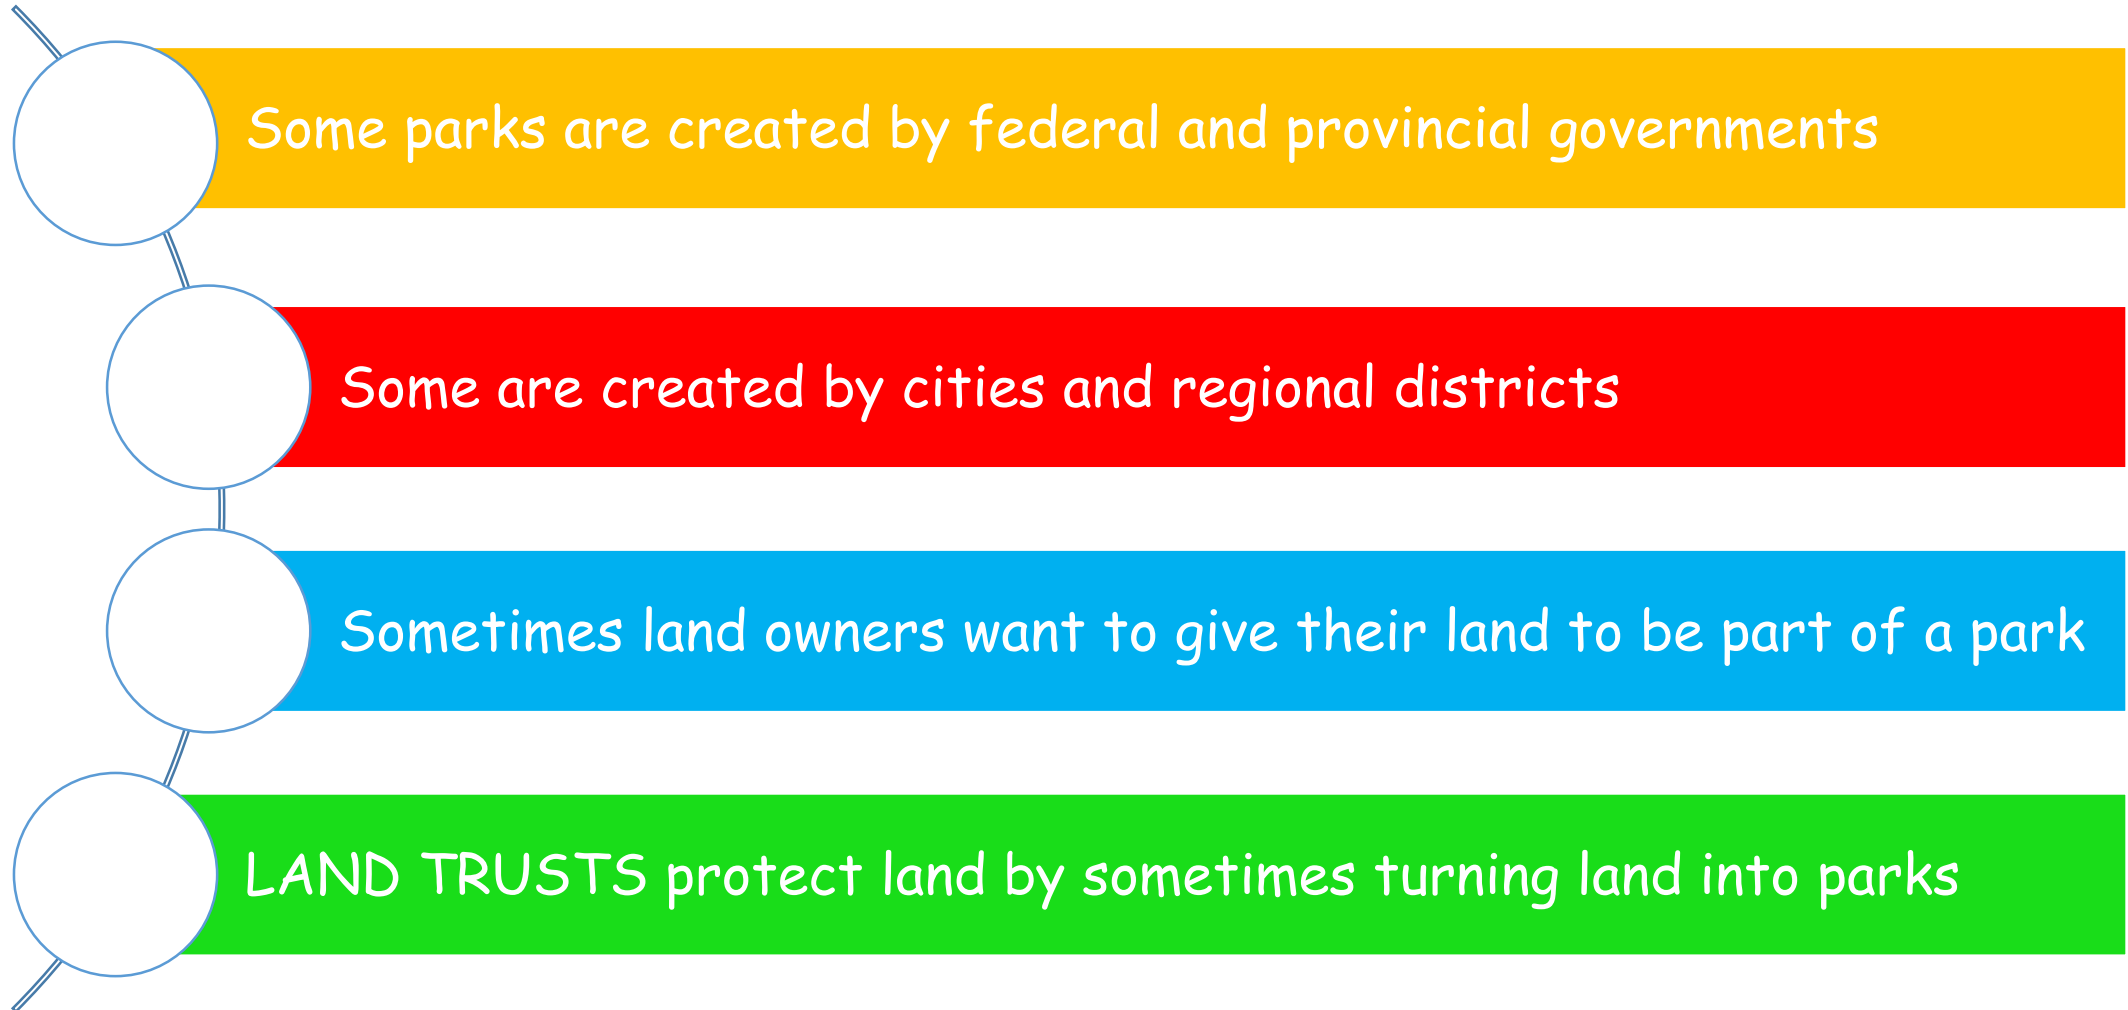 Some parks are created by federal and provincial governments
Some are created by cities and regional districts
Sometimes land owners want to give their land to be part of a park
LAND TRUSTS protect land by sometimes turning land into parks